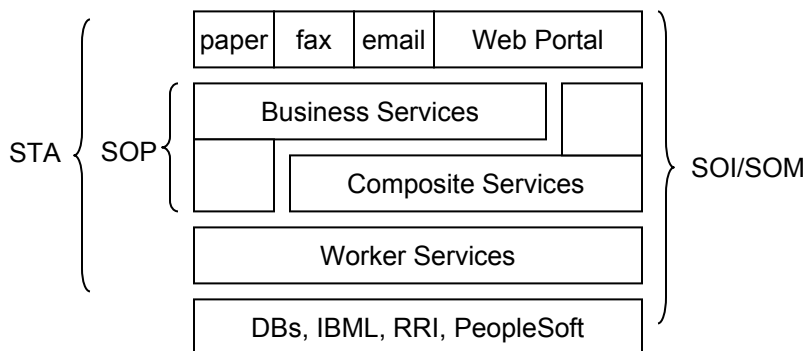 paper fax email Web Portal
Business Services
STA SOP SOI/SOM
Composite Services
Worker Services
DBs, IBML, RRI, PeopleSoft